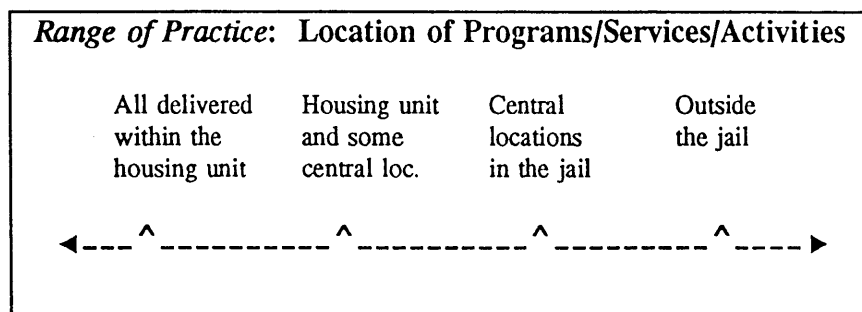 Range of Practice: Location of Programs/Services/Activities
All delivered
within the
housing unit
Housing unit
and some
central loc.
Central
locations
in the jail
Outside
the jail